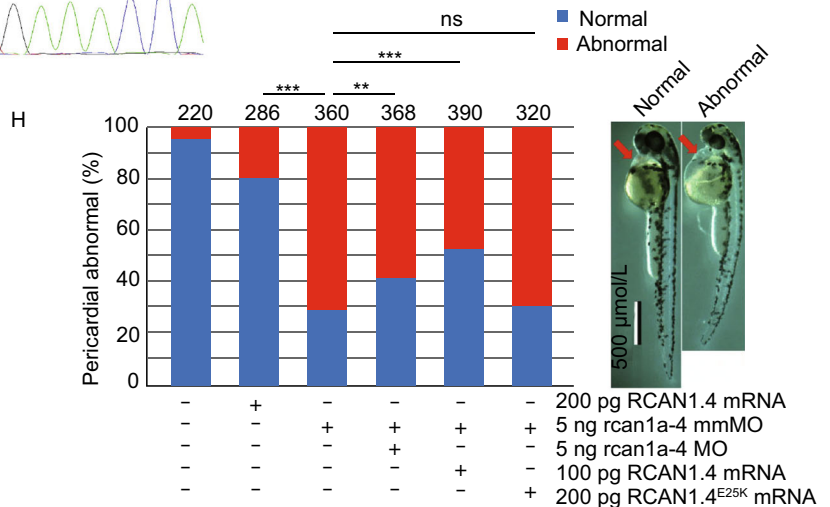 ns
Normal
Abnormal
***
*** **
H
220 286 360 368 390 320
Normal Abnormal
Pericardial abnormal (%)
100
80
60
40
20
0
500 µmol/L
– + – – – – 200 pg RCAN1.4 mRNA
– – + + + + 5 ng rcan1a-4 mmMO
– – – + – – 5 ng rcan1a-4 MO
– – – – + – 100 pg RCAN1.4 mRNA
– – – – – + 200 pg RCAN1.4E25K mRNA